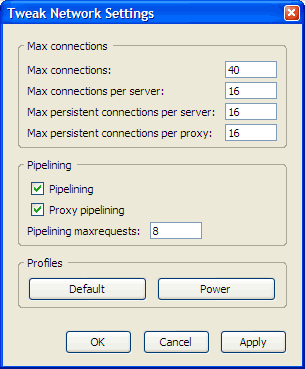 Tweak Network Settings
Max connections
Max connections: 40
Max connections per server: 16
Max persistent connections per server: 16
Max persistent connections per proxy: 16
Pipelining
Pipelining
Proxy pipelining
Pipelining maxrequests: 8
Profiles
Default Power
OK Cancel Apply